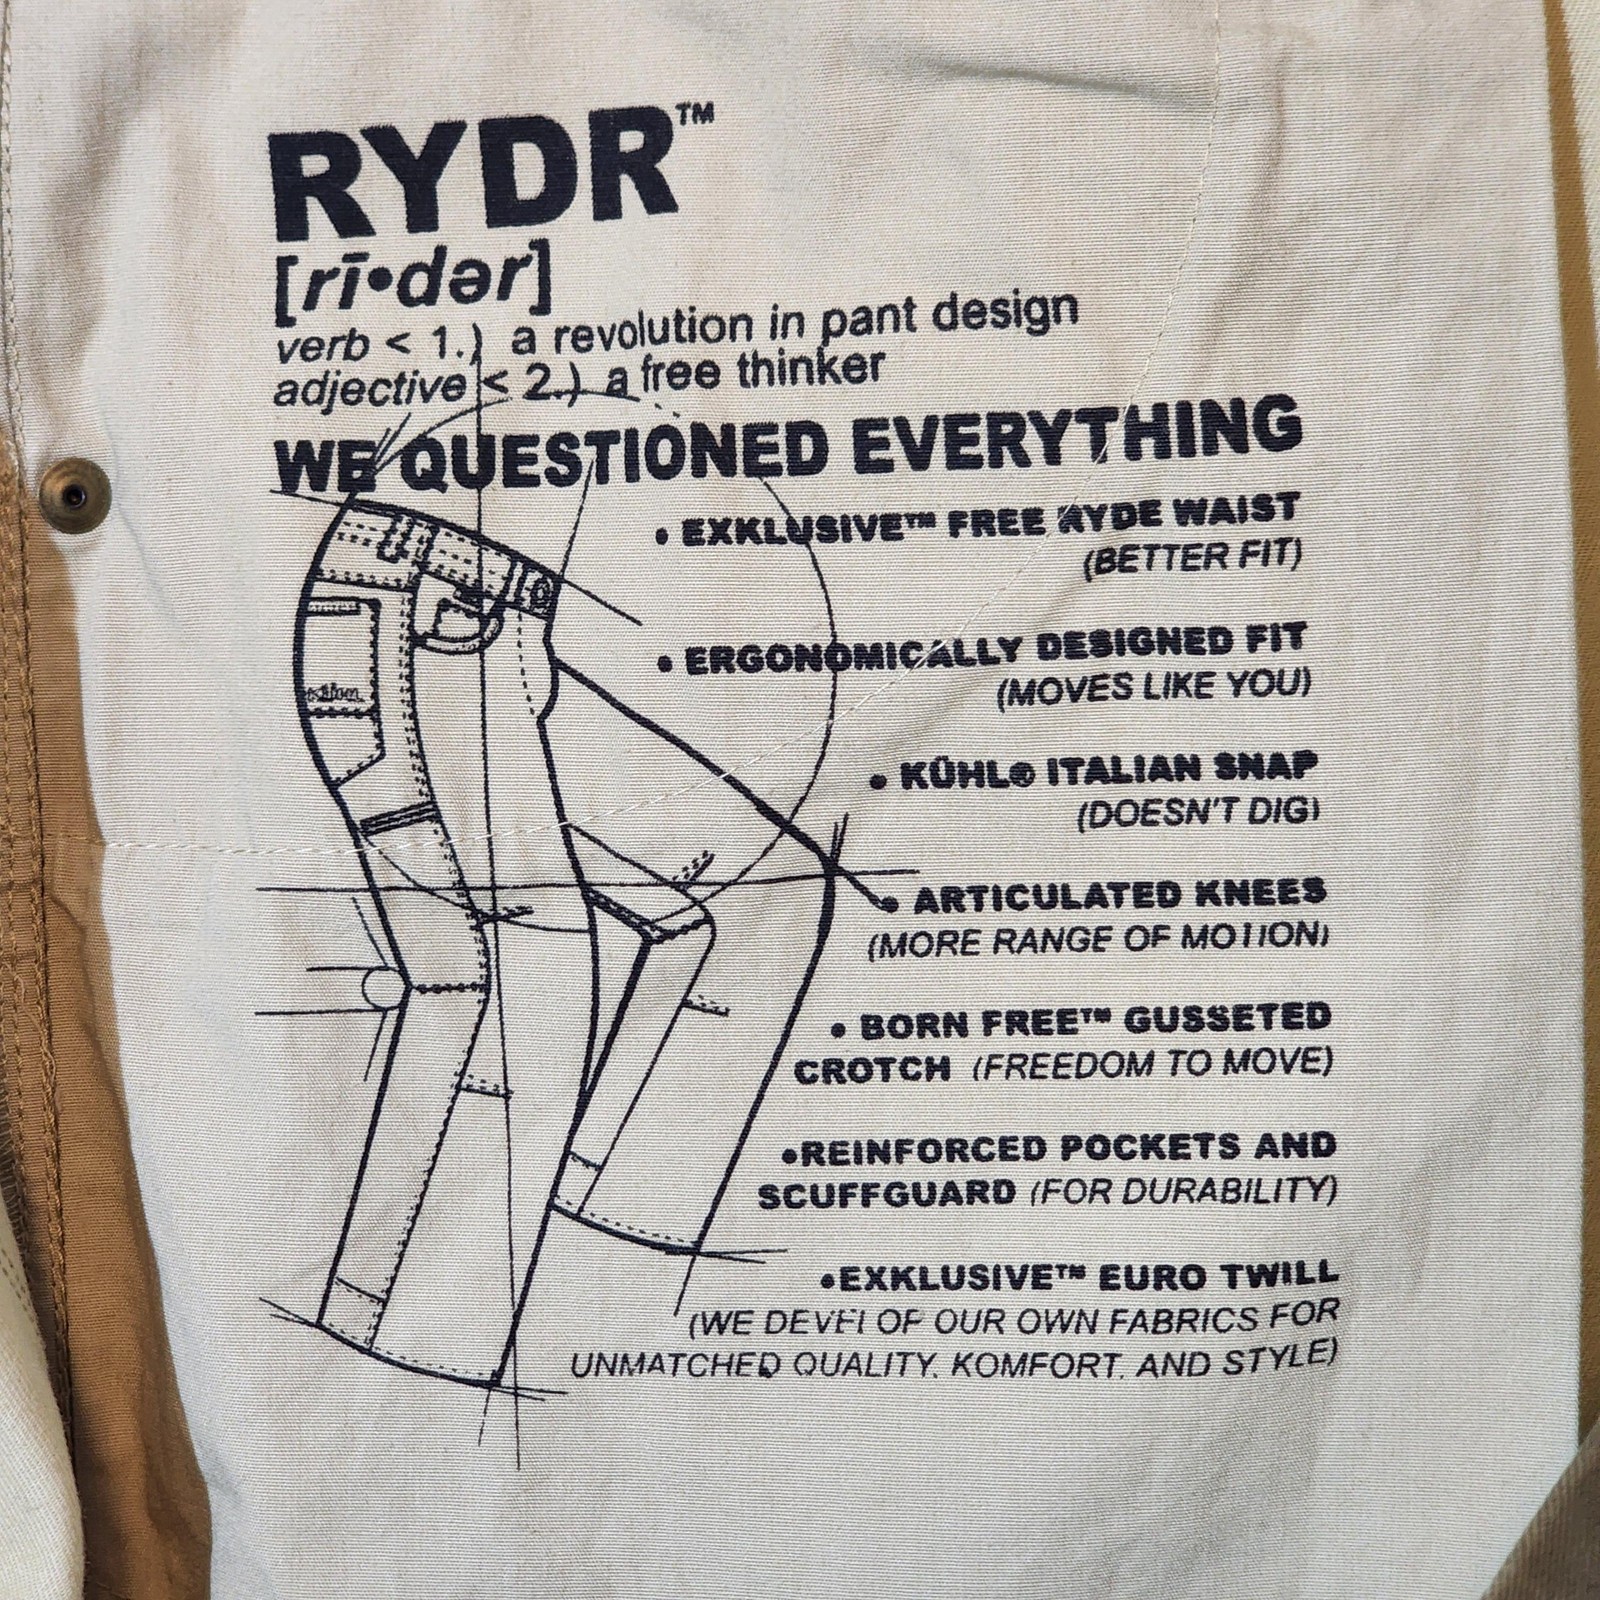 RYDR™
[rī•dər]
verb < 1.) a revolution in pant design
adjective < 2.) a free thinker
WE QUESTIONED EVERYTHING
• EXKLUSIVE™ FREE RYDE WAIST
(BETTER FIT)
• ERGONOMICALLY DESIGNED FIT
(MOVES LIKE YOU)
• KÜHL® ITALIAN SNAP
(DOESN'T DIG)
• ARTICULATED KNEES
(MORE RANGE OF MOTION)
• BORN FREE™ GUSSETED
CROTCH (FREEDOM TO MOVE)
•REINFORCED POCKETS AND
SCUFFGUARD (FOR DURABILITY)
•EXKLUSIVE™ EURO TWILL
(WE DEVELOP OUR OWN FABRICS FOR
UNMATCHED QUALITY, KOMFORT, AND STYLE)